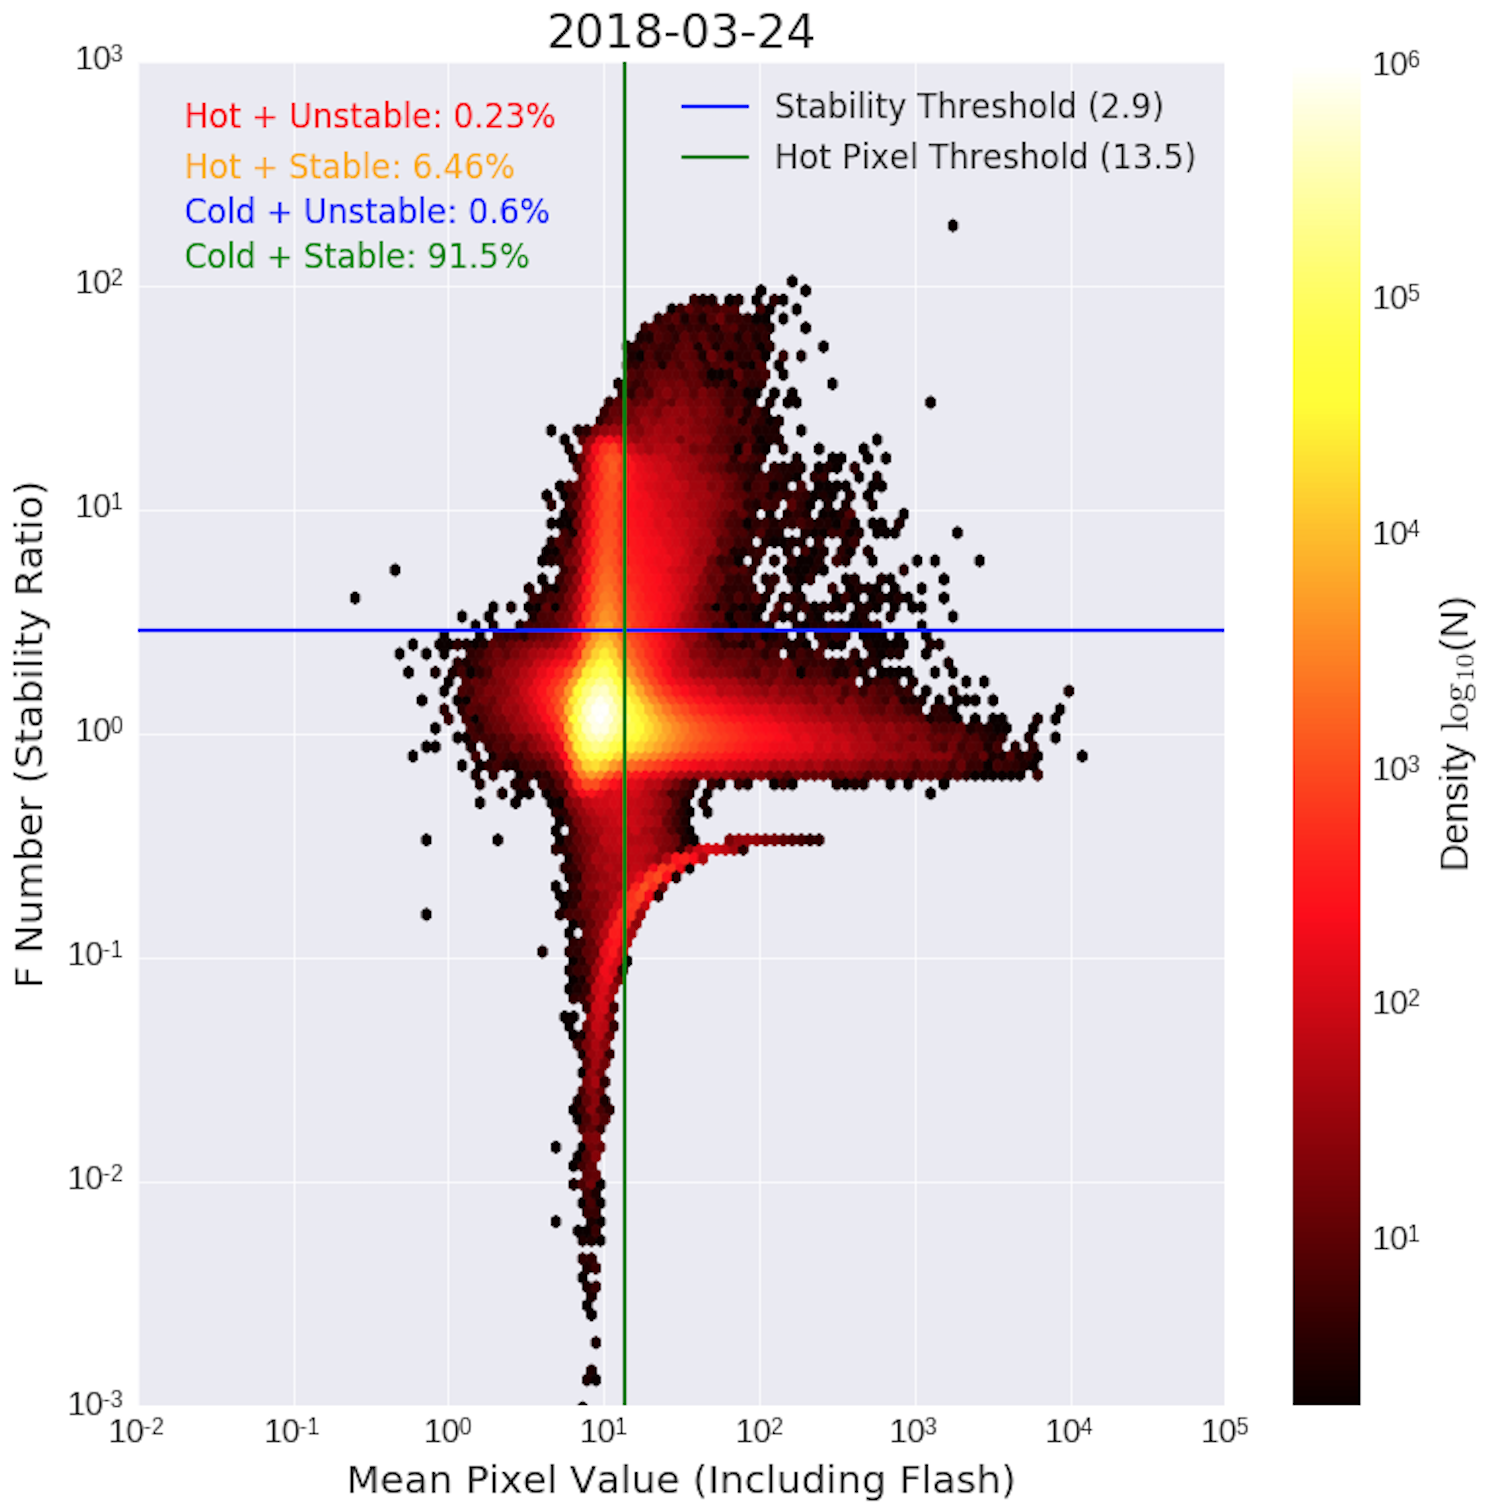 2018-03-24
Hot + Unstable: 0.23%
Hot + Stable: 6.46%
Cold + Unstable: 0.6%
Cold + Stable: 91.5%
Stability Threshold (2.9)
Hot Pixel Threshold (13.5)
F Number (Stability Ratio)
10³
10²
10¹
10⁰
10⁻¹
10⁻²
10⁻³
10⁻² 10⁻¹ 10⁰ 10¹ 10² 10³ 10⁴ 10⁵
Mean Pixel Value (Including Flash)
10⁶
10⁵
10⁴
10³
10²
10¹
Density log₁₀(N)